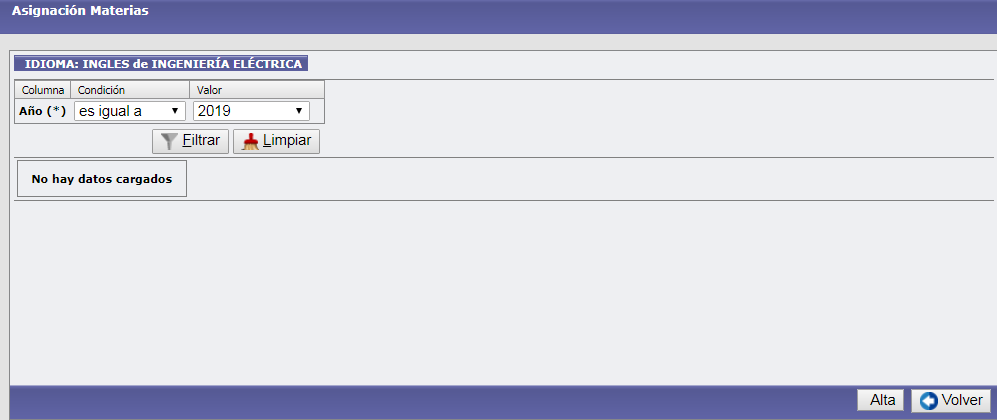 Asignación Materias
IDIOMA: INGLES de INGENIERÍA ELÉCTRICA
Columna Condición Valor
Año (*) es igual a 2019
Filtrar Limpiar
No hay datos cargados
Alta Volver